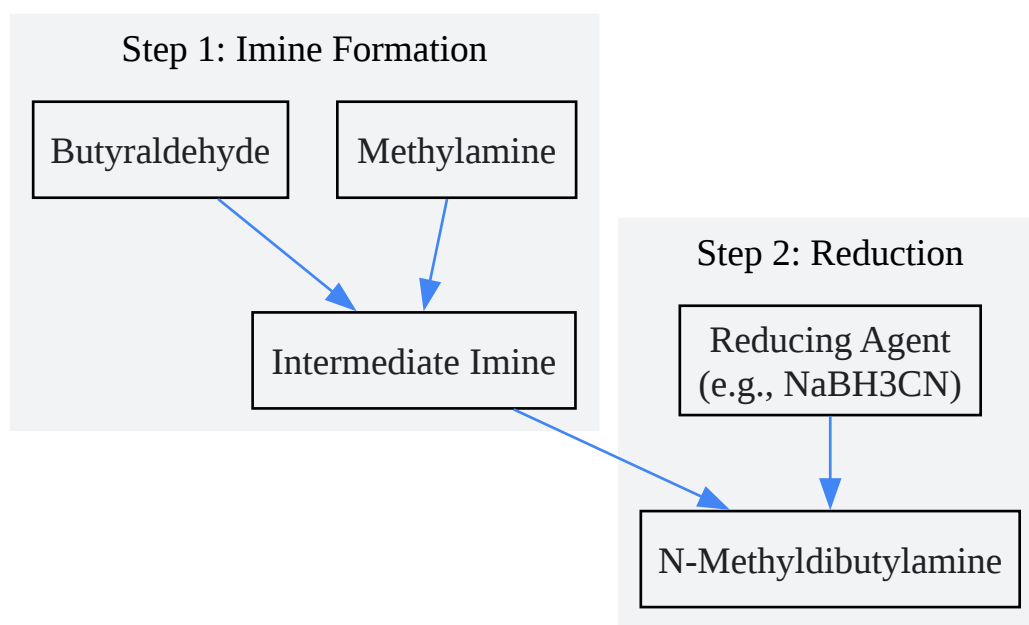 Step 1: Imine Formation
Butyraldehyde
Methylamine
Intermediate Imine
Step 2: Reduction
Reducing Agent
(e.g., NaBH3CN)
N-Methyldibutylamine